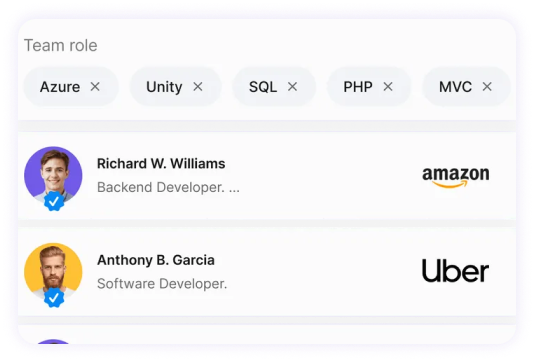 Team role
Azure × Unity × SQL × PHP × MVC ×
Richard W. Williams
Backend Developer. ...
amazon
Anthony B. Garcia
Software Developer.
Uber